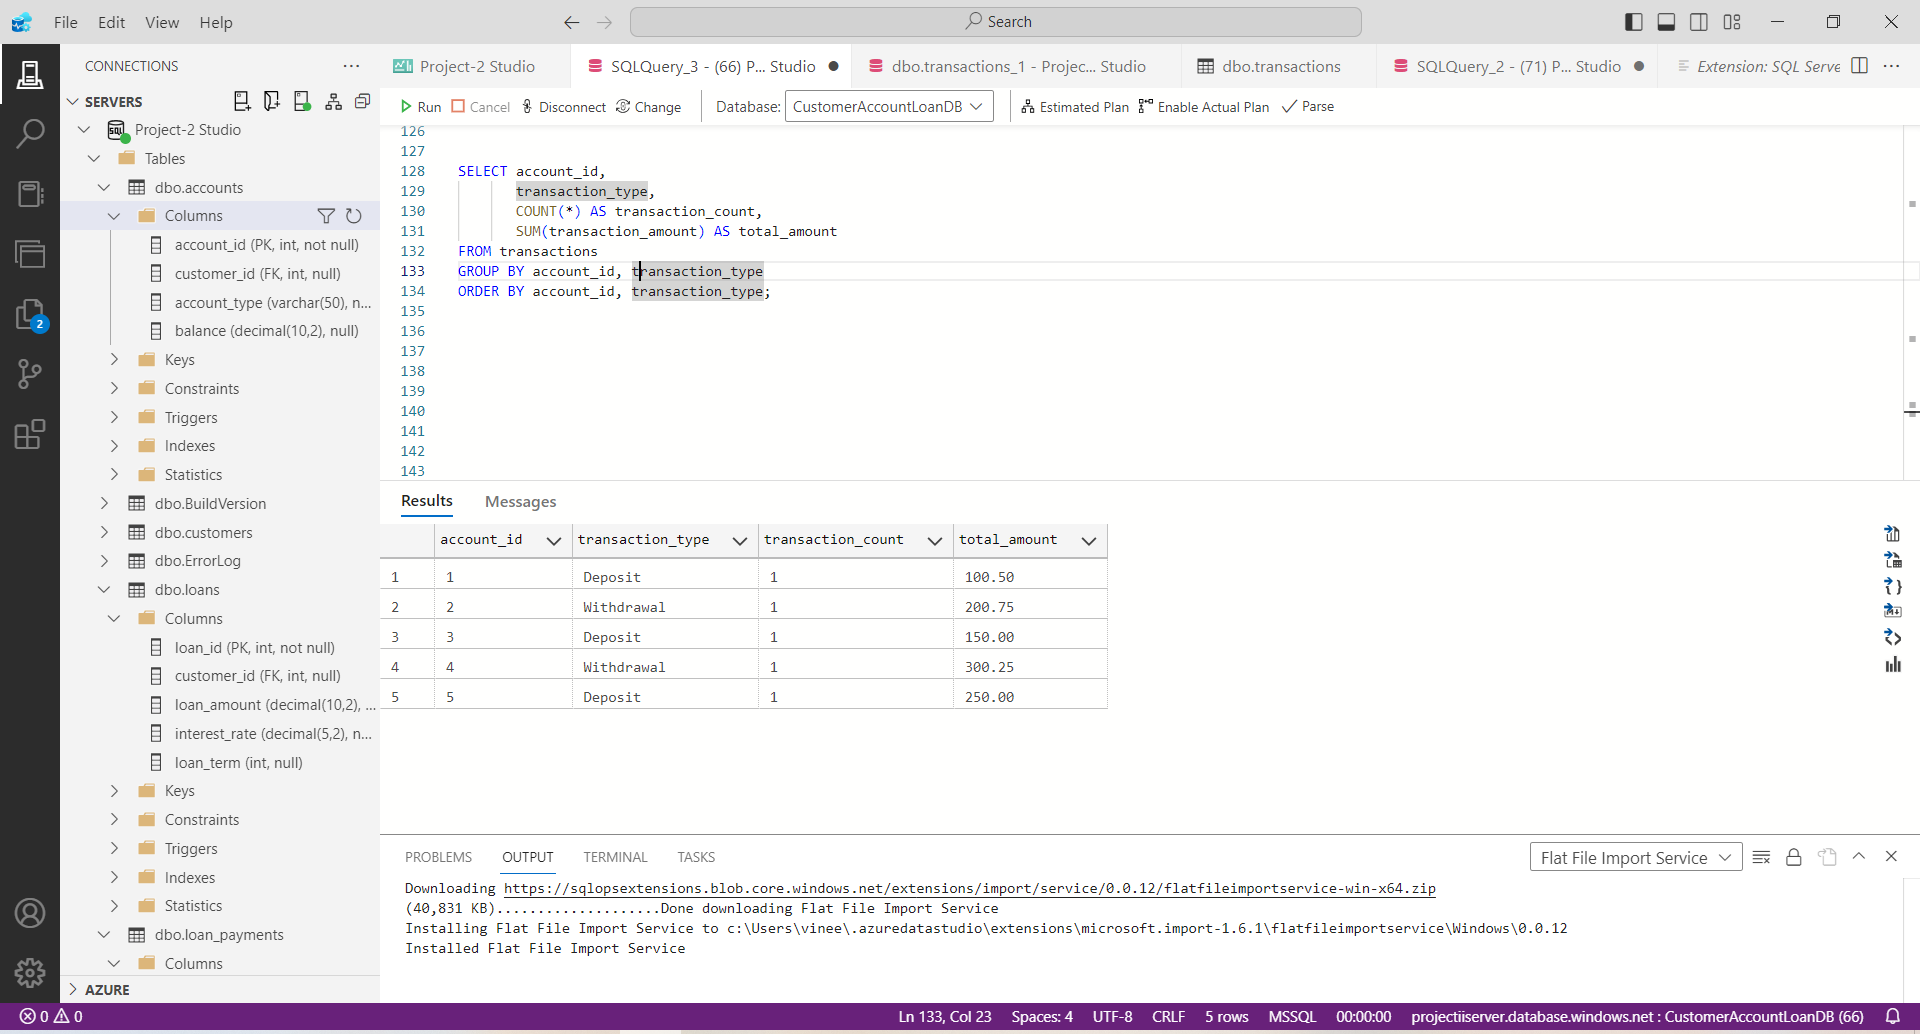 File Edit View Help
Search
CONNECTIONS
SERVERS
Project-2 Studio
Tables
dbo.accounts
Columns
account_id (PK, int, not null)
customer_id (FK, int, null)
account_type (varchar(50), n...
balance (decimal(10,2), null)
Keys
Constraints
Triggers
Indexes
Statistics
dbo.BuildVersion
dbo.customers
dbo.ErrorLog
dbo.loans
Columns
loan_id (PK, int, not null)
customer_id (FK, int, null)
loan_amount (decimal(10,2), ...
interest_rate (decimal(5,2), n...
loan_term (int, null)
Keys
Constraints
Triggers
Indexes
Statistics
dbo.loan_payments
Columns
AZURE
2
Project-2 Studio SQLQuery_3 - (66) P... Studio dbo.transactions_1 - Projec... Studio dbo.transactions SQLQuery_2 - (71) P... Studio Extension: SQL Serve
Run Cancel Disconnect Change Database: CustomerAccountLoanDB Estimated Plan Enable Actual Plan Parse
126
127
128 SELECT account_id,
129 transaction_type,
130 COUNT(*) AS transaction_count,
131 SUM(transaction_amount) AS total_amount
132 FROM transactions
133 GROUP BY account_id, transaction_type
134 ORDER BY account_id, transaction_type;
135
136
137
138
139
140
141
142
143
Results Messages
account_id transaction_type transaction_count total_amount
1 1 Deposit 1 100.50
2 2 Withdrawal 1 200.75
3 3 Deposit 1 150.00
4 4 Withdrawal 1 300.25
5 5 Deposit 1 250.00
PROBLEMS OUTPUT TERMINAL TASKS Flat File Import Service
Downloading https://sqlopsextensions.blob.core.windows.net/extensions/import/service/0.0.12/flatfileimportservice-win-x64.zip
(40,831 KB)....................Done downloading Flat File Import Service
Installing Flat File Import Service to c:\Users\vinee\.azuredatastudio\extensions\microsoft.import-1.6.1\flatfileimportservice\Windows\0.0.12
Installed Flat File Import Service
0 0 Ln 133, Col 23 Spaces: 4 UTF-8 CRLF 5 rows MSSQL 00:00:00 projectiiserver.database.windows.net : CustomerAccountLoanDB (66)